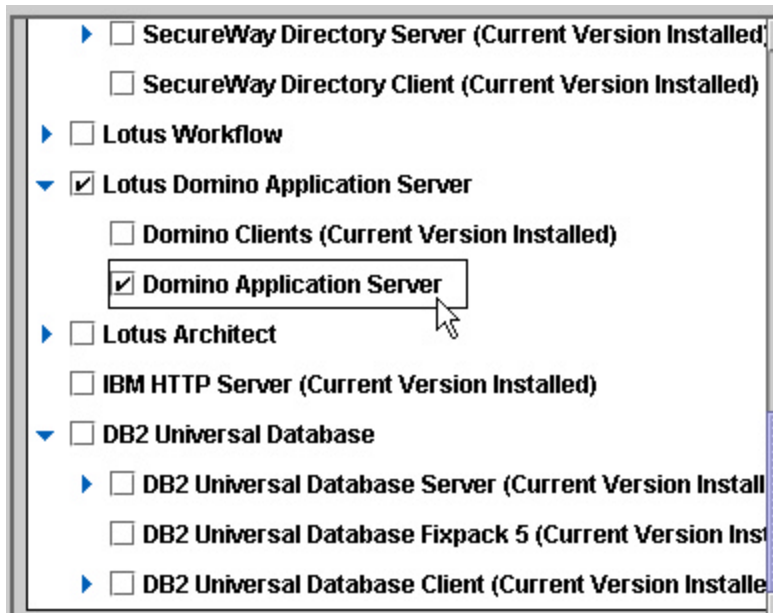 SecureWay Directory Server (Current Version Installed)
SecureWay Directory Client (Current Version Installed)
Lotus Workflow
Lotus Domino Application Server
Domino Clients (Current Version Installed)
Domino Application Server
Lotus Architect
IBM HTTP Server (Current Version Installed)
DB2 Universal Database
DB2 Universal Database Server (Current Version Install
DB2 Universal Database Fixpack 5 (Current Version Inst
DB2 Universal Database Client (Current Version Installe